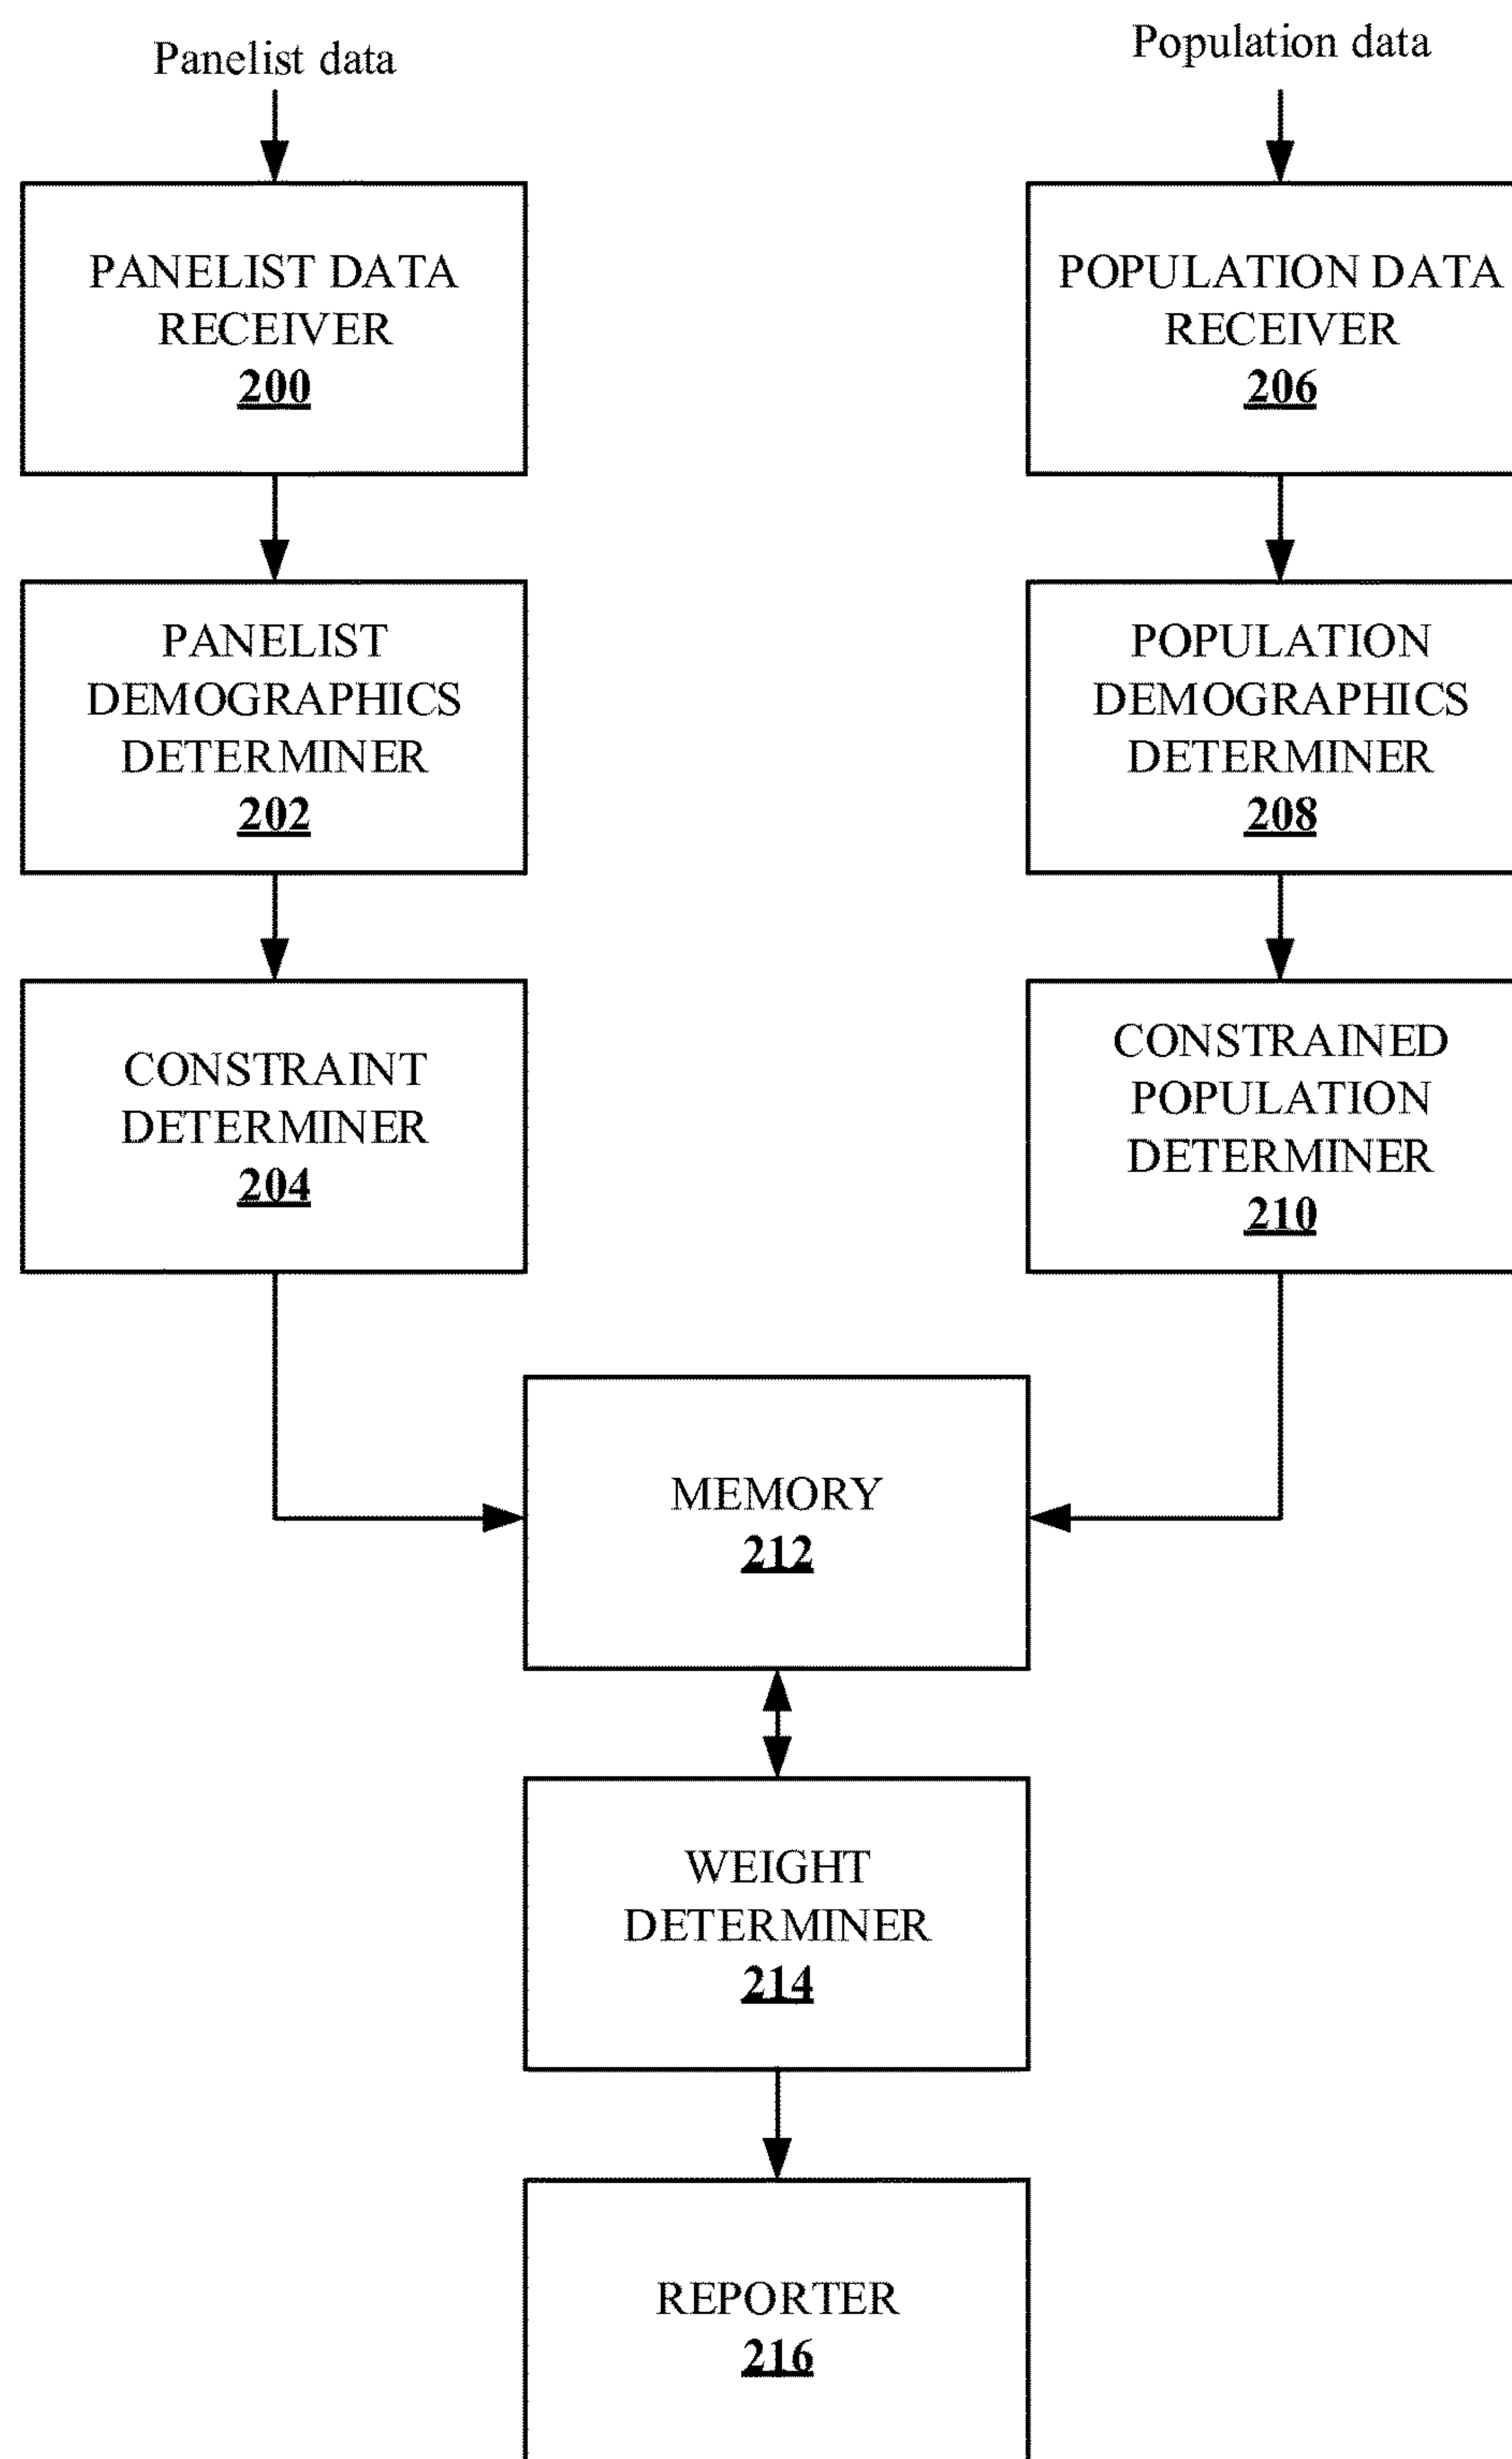 Panelist data
Population data
PANELIST DATA
RECEIVER
200
POPULATION DATA
RECEIVER
206
PANELIST
DEMOGRAPHICS
DETERMINER
202
POPULATION
DEMOGRAPHICS
DETERMINER
208
CONSTRAINT
DETERMINER
204
CONSTRAINED
POPULATION
DETERMINER
210
MEMORY
212
WEIGHT
DETERMINER
214
REPORTER
216